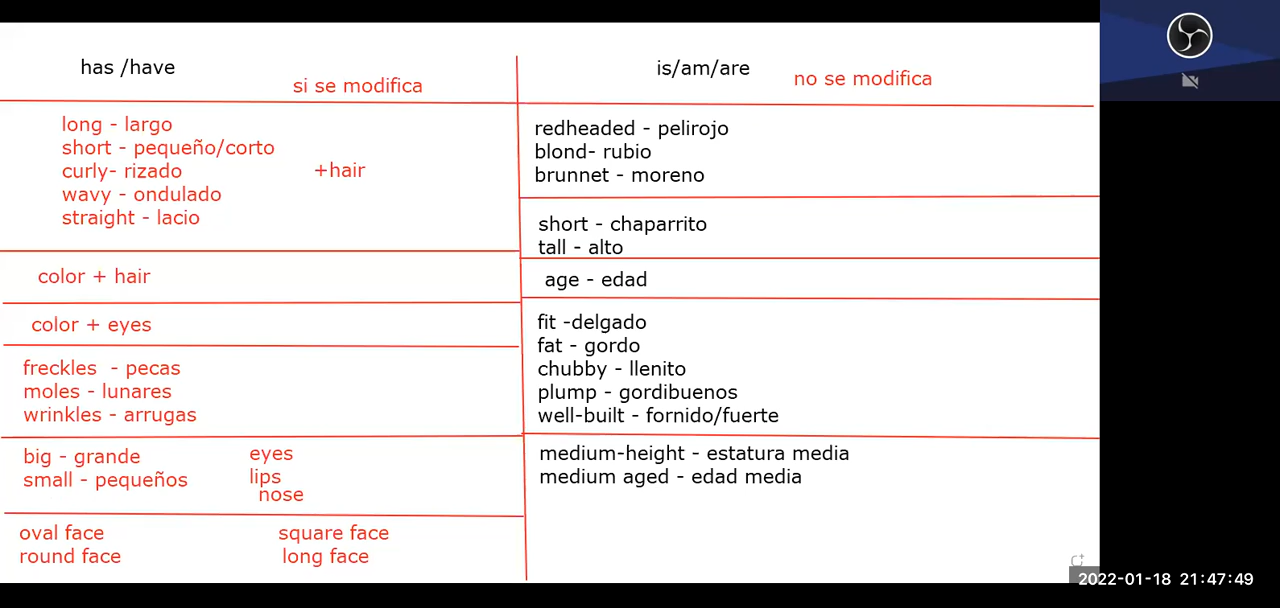 has /have
si se modifica
long - largo
short - pequeño/corto
curly- rizado
+hair
wavy - ondulado
straight - lacio
color + hair
color + eyes
freckles - pecas
moles - lunares
wrinkles - arrugas
big - grande
eyes
small - pequeños
lips
nose
oval face
square face
round face
long face
is/am/are
no se modifica
redheaded - pelirojo
blond- rubio
brunnet - moreno
short - chaparrito
tall - alto
age - edad
fit -delgado
fat - gordo
chubby - llenito
plump - gordibuenos
well-built - fornido/fuerte
medium-height - estatura media
medium aged - edad media
2022-01-18 21:47:49